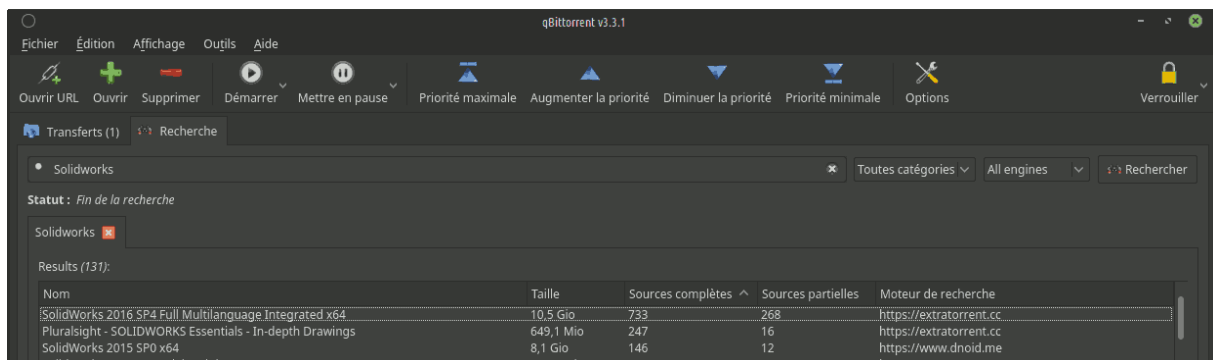 qBittorrent v3.3.1
Fichier Édition Affichage Outils Aide
Ouvrir URL Ouvrir Supprimer Démarrer Mettre en pause Priorité maximale Augmenter la priorité Diminuer la priorité Priorité minimale Options Verrouiller
Transferts (1) Recherche
Solidworks Toutes catégories All engines Rechercher
Statut : Fin de la recherche
Solidworks
Results (131):
Nom Taille Sources complètes Sources partielles Moteur de recherche
SolidWorks 2016 SP4 Full Multilanguage Integrated x64 10,5 Gio 733 268 https://extratorrent.cc
Pluralsight - SOLIDWORKS Essentials - In-depth Drawings 649,1 Mio 247 16 https://extratorrent.cc
SolidWorks 2015 SP0 x64 8,1 Gio 146 12 https://www.dnoid.me